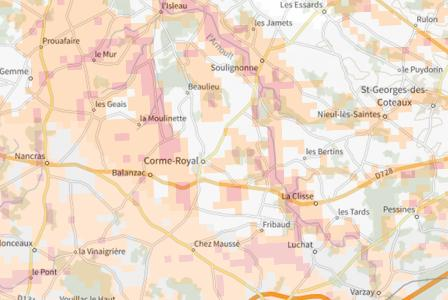 l'Isleau
les Essards
les Jamets
Rulon
Prouafaire
l'Arnoult
le Mur
Soulignonne
le Puydorin
Gemme
Beaulieu
St-Georges-des-
Coteaux
les Geais
la Moulinette
Nieul-lès-Saintes
les Bertins
Nancras
Corme-Royal
Balanzac
D728
La Clisse
les Tards
Pessines
Fribaud
Chez Maussé
Luchat
la Vinaigrière
le Pont
Varzay